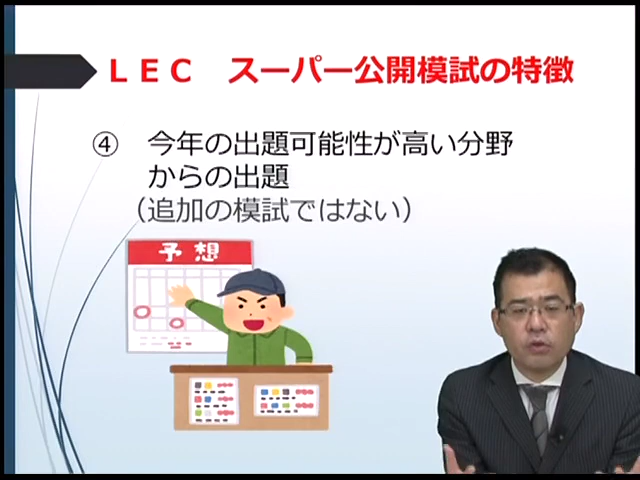 ＬＥＣ　スーパー公開模試の特徴
④　今年の出題可能性が高い分野
からの出題
（追加の模試ではない）
予想